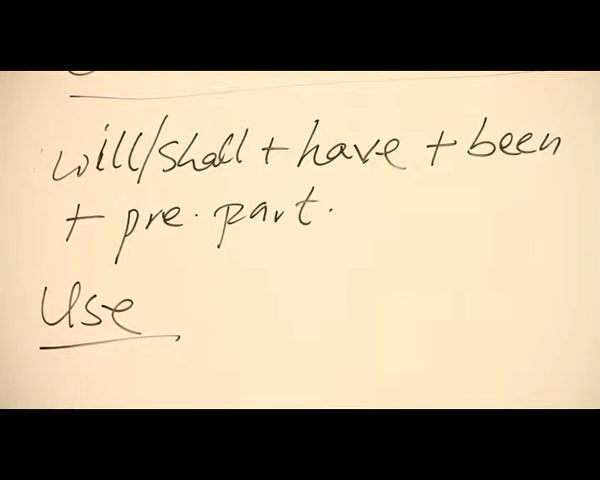 will/shall + have + been
+ pre. part.
Use